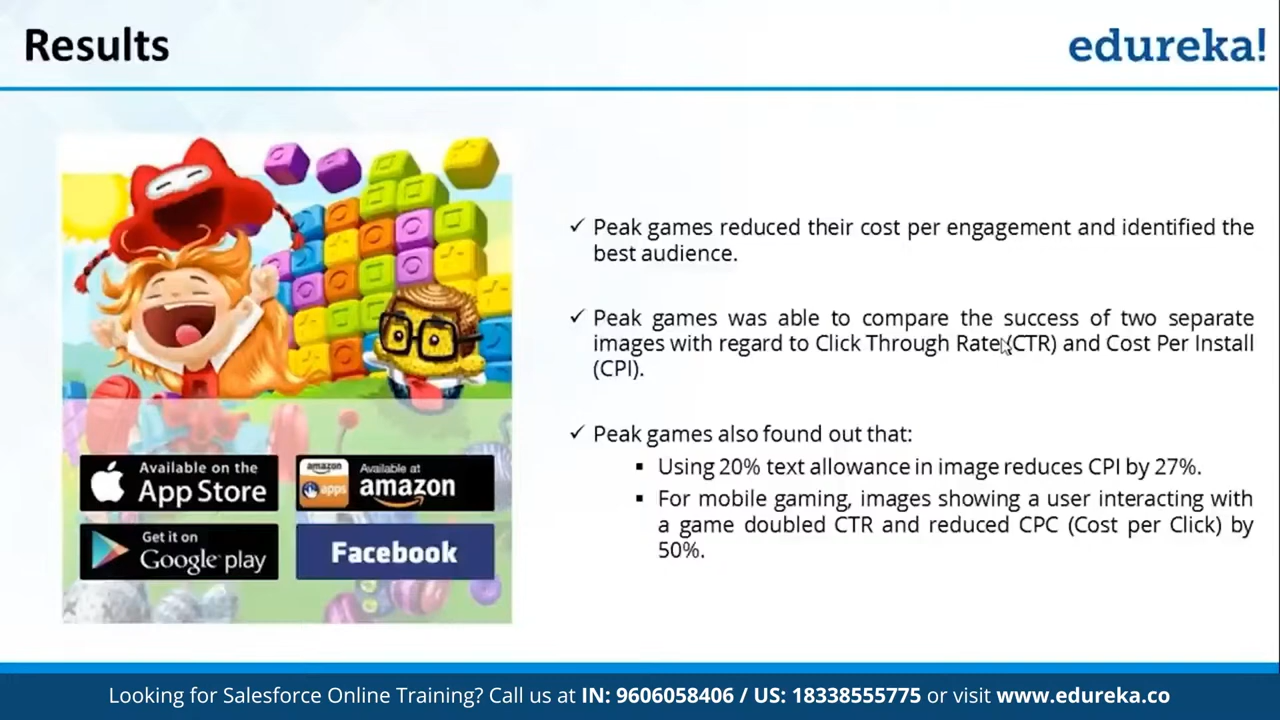 Results
edureka!
✓ Peak games reduced their cost per engagement and identified the
best audience.
✓ Peak games was able to compare the success of two separate
images with regard to Click Through Rate (CTR) and Cost Per Install
(CPI).
✓ Peak games also found out that:
▪ Using 20% text allowance in image reduces CPI by 27%.
▪ For mobile gaming, images showing a user interacting with
a game doubled CTR and reduced CPC (Cost per Click) by
50%.
Available on the
App Store
amazon
apps
Available at
amazon
Get it on
Google play
Facebook
Looking for Salesforce Online Training? Call us at IN: 9606058406 / US: 18338555775 or visit www.edureka.co